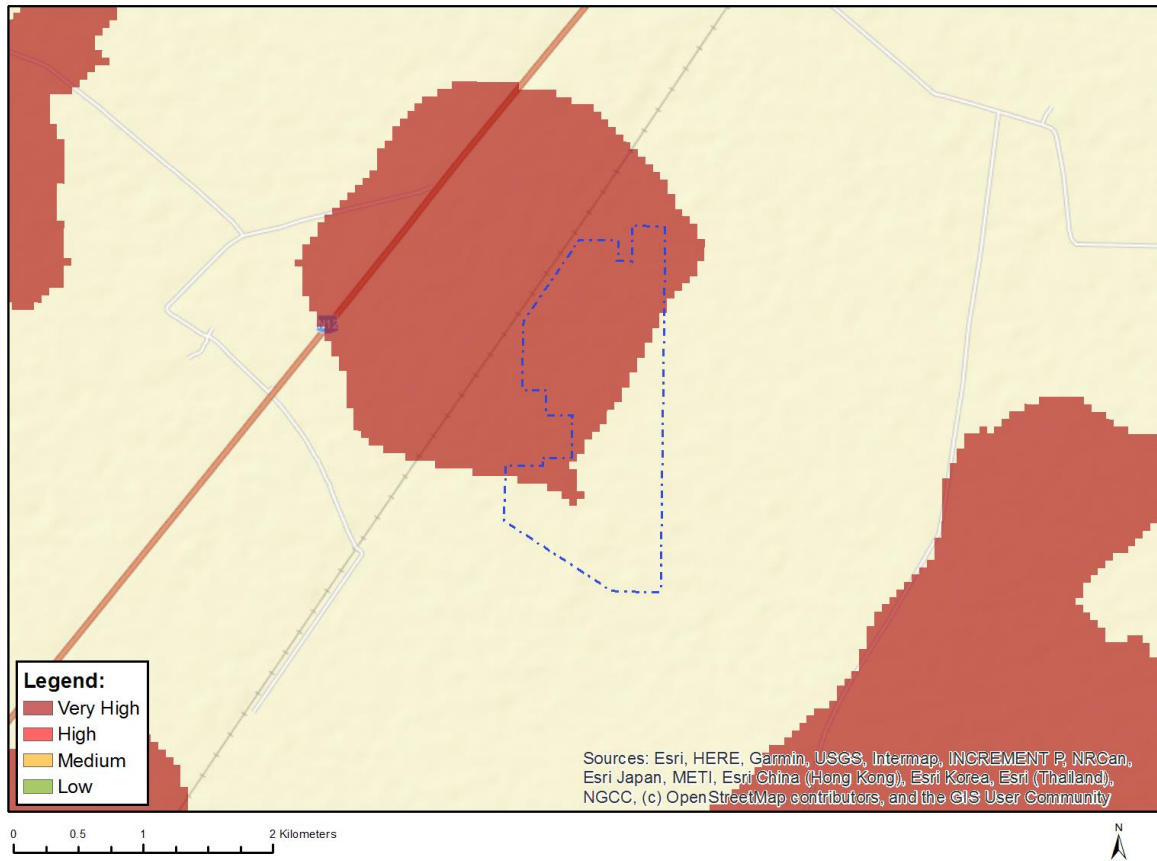 Legend:
Very High
High
Medium
Low
Sources: Esri, HERE, Garmin, USGS, Intermap, INCREMENT P, NRCan,
Esri Japan, METI, Esri China (Hong Kong), Esri Korea, Esri (Thailand),
NGCC, (c) OpenStreetMap contributors, and the GIS User Community
0 0.5 1 2 Kilometers
N